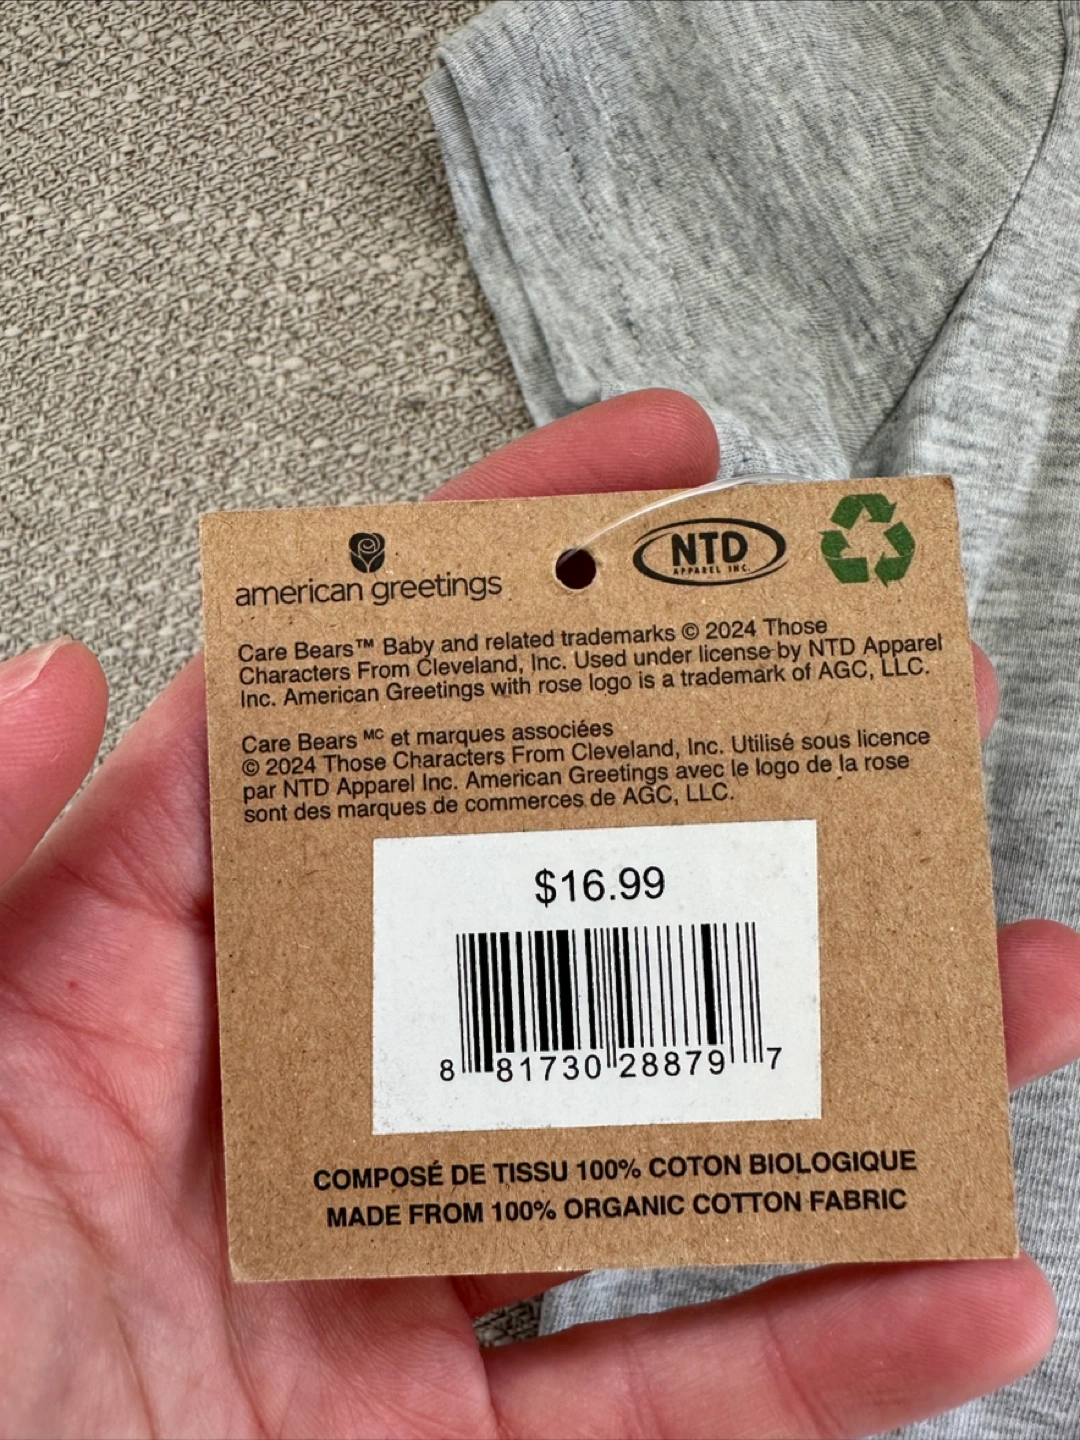 american greetings
NTD
APPAREL INC.
Care Bears™ Baby and related trademarks © 2024 Those
Characters From Cleveland, Inc. Used under license by NTD Apparel
Inc. American Greetings with rose logo is a trademark of AGC, LLC.
Care Bears ᴹᶜ et marques associées
© 2024 Those Characters From Cleveland, Inc. Utilisé sous licence
par NTD Apparel Inc. American Greetings avec le logo de la rose
sont des marques de commerces de AGC, LLC.
$16.99
8 81730 28879 7
COMPOSÉ DE TISSU 100% COTON BIOLOGIQUE
MADE FROM 100% ORGANIC COTTON FABRIC